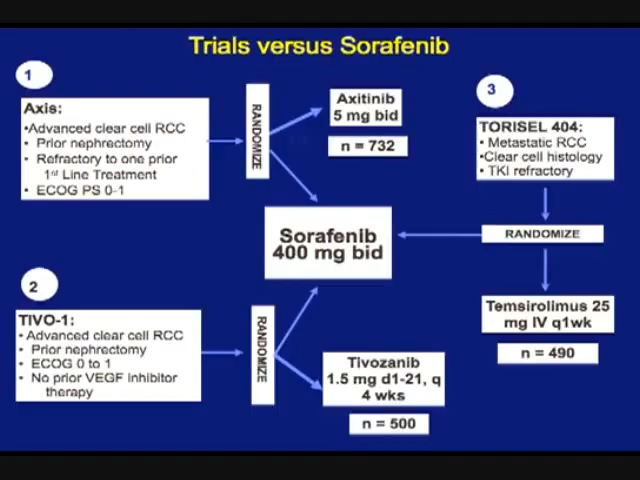 Trials versus Sorafenib
1
Axis:
•Advanced clear cell RCC
• Prior nephrectomy
• Refractory to one prior
1st Line Treatment
• ECOG PS 0-1
RANDOMIZE
Axitinib
5 mg bid
n = 732
3
TORISEL 404:
• Metastatic RCC
•Clear cell histology
• TKI refractory
RANDOMIZE
Temsirolimus 25
mg IV q1wk
n = 490
Sorafenib
400 mg bid
2
TIVO-1:
• Advanced clear cell RCC
• Prior nephrectomy
• ECOG 0 to 1
• No prior VEGF inhibitor
therapy
RANDOMIZE
Tivozanib
1.5 mg d1-21, q
4 wks
n = 500